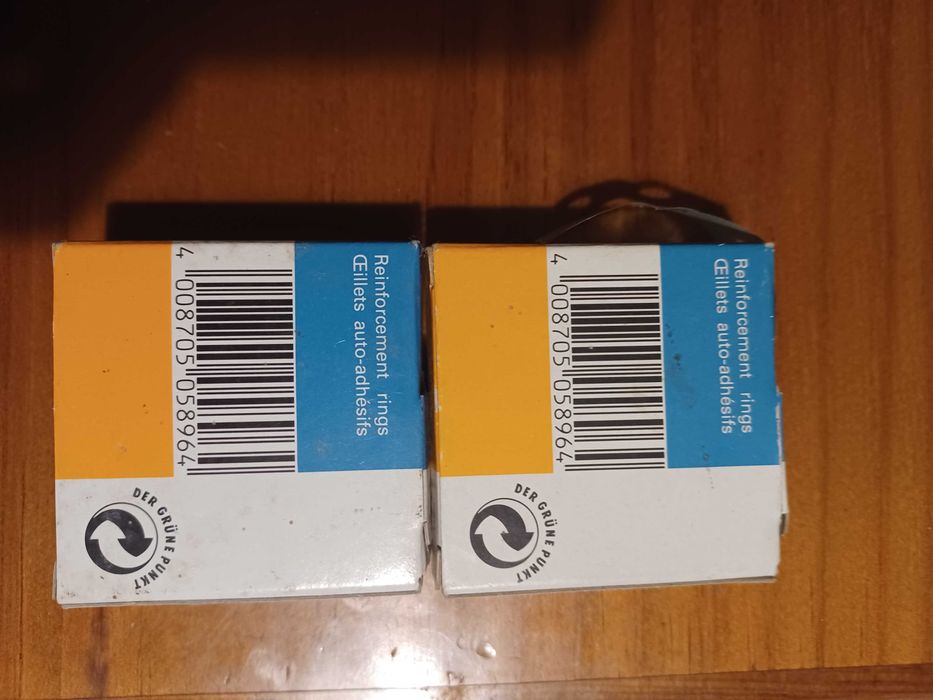 Reinforcement rings
Œillets auto-adhésifs
4 008705 058964
DER GRÜNE PUNKT
Reinforcement rings
Œillets auto-adhésifs
4 008705 058964
DER GRÜNE PUNKT